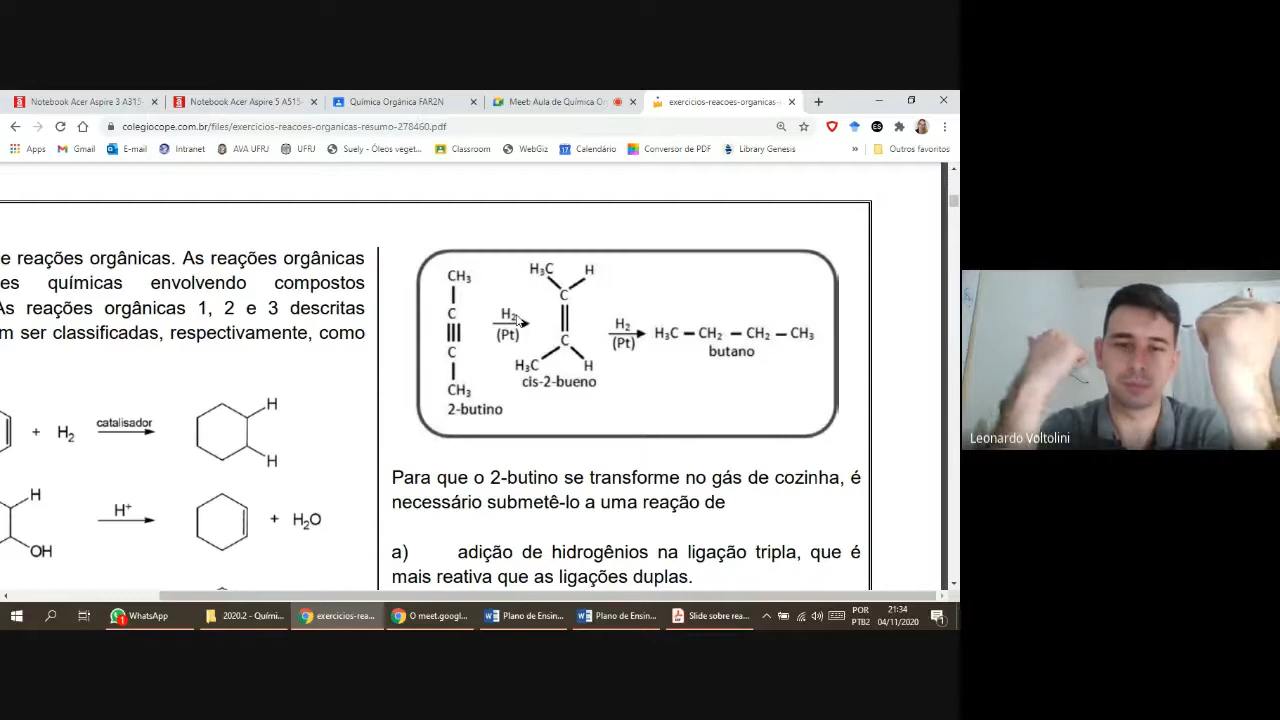 Notebook Acer Aspire 3 A315-
Notebook Acer Aspire 5 A515-
Química Orgânica FAR2N
Meet: Aula de Química Or
exercicios-reacoes-organicas-
colegiocope.com.br/files/exercicios-reacoes-organicas-resumo-278460.pdf
Apps
Gmail
E-mail
Intranet
AVA UFRJ
UFRJ
Suely - Óleos veget...
Classroom
WebGiz
17 Calendário
Conversor de PDF
Library Genesis
»
Outros favoritos
e reações orgânicas. As reações orgânicas
es químicas envolvendo compostos
As reações orgânicas 1, 2 e 3 descritas
m ser classificadas, respectivamente, como
+ H₂ catalisador H
H
H
OH H⁺ + H₂O
CH₃
C
C
CH₃
2-butino
H₂
(Pt)
H₃C H
C
C
H₃C H
cis-2-bueno
H₂
(Pt)
H₃C – CH₂ – CH₂ – CH₃
butano
Para que o 2-butino se transforme no gás de cozinha, é
necessário submetê-lo a uma reação de
a) adição de hidrogênios na ligação tripla, que é
mais reativa que as ligações duplas.
Leonardo Voltolini
WhatsApp
2020.2 - Quími...
exercicios-rea...
O meet.googl...
Plano de Ensin...
Plano de Ensin...
Slide sobre rea...
POR
PTB2
21:34
04/11/2020